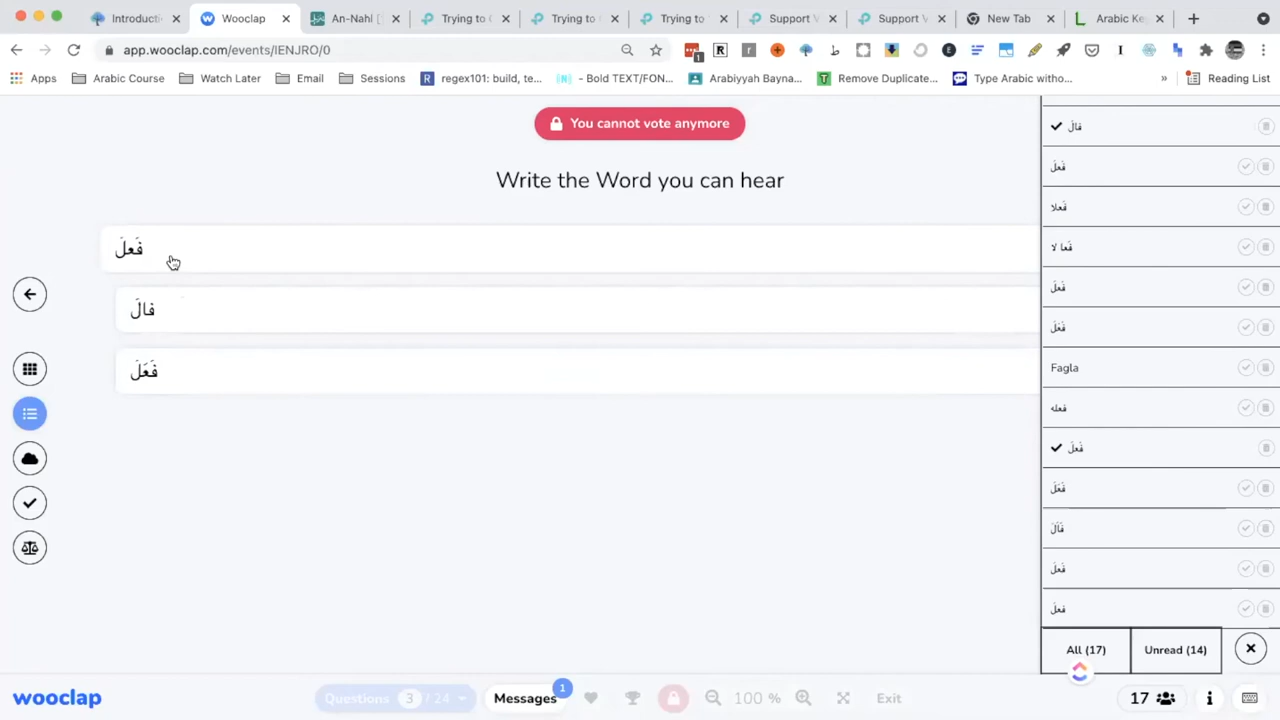 Introducti
Wooclap
An-Nahl [
Trying to
Trying to
Trying to
Support V
Support V
New Tab
Arabic Ke
app.wooclap.com/events/IENJRO/0
Apps
Arabic Course
Watch Later
Email
Sessions
regex101: build, te...
- Bold TEXT/FON...
Arabiyyah Bayna...
Remove Duplicate...
Type Arabic witho...
»
Reading List
You cannot vote anymore
Write the Word you can hear
فَعلَ
فالَ
فَعَلَ
قالَ
فَعلَ
فَعلا
فَعا لا
فَعلَ
فَعَلَ
Fagla
فعله
فَعلَ
فَعَلَ
فَعلَ
فعلَ
All (17)
Unread (14)
wooclap
Questions 3 / 24
Messages 1
100 %
Exit
17